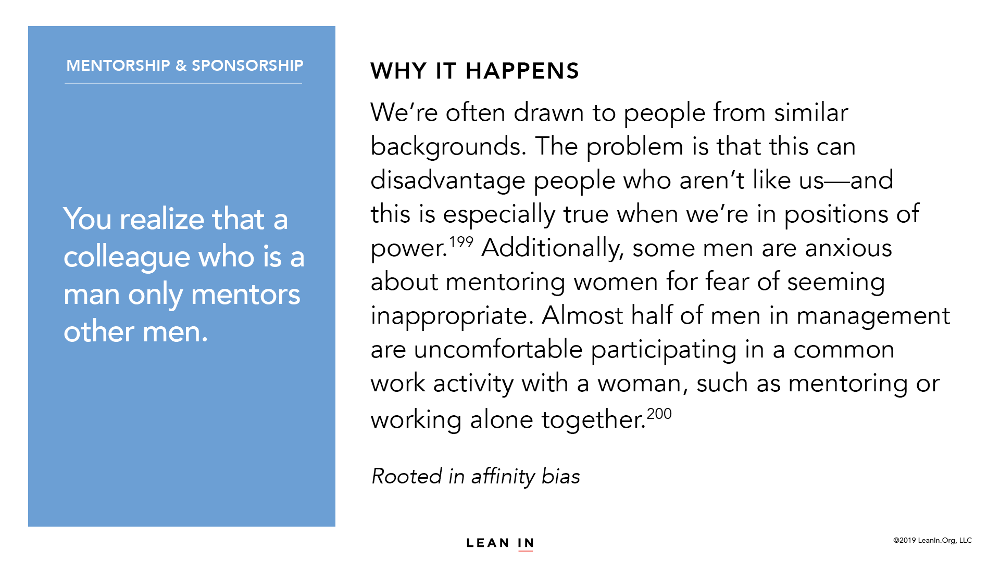 MENTORSHIP & SPONSORSHIP
You realize that a
colleague who is a
man only mentors
other men.
WHY IT HAPPENS
We’re often drawn to people from similar
backgrounds. The problem is that this can
disadvantage people who aren’t like us—and
this is especially true when we’re in positions of
power.199 Additionally, some men are anxious
about mentoring women for fear of seeming
inappropriate. Almost half of men in management
are uncomfortable participating in a common
work activity with a woman, such as mentoring or
working alone together.200
Rooted in affinity bias
LEAN IN
©2019 LeanIn.Org, LLC